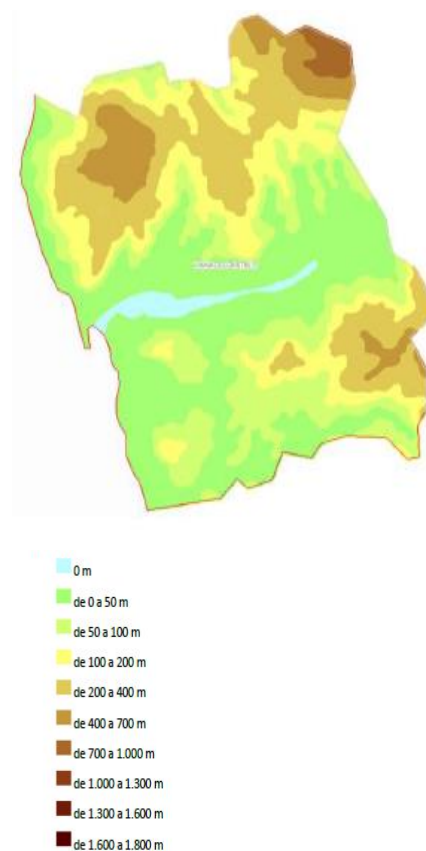 0 m
de 0 a 50 m
de 50 a 100 m
de 100 a 200 m
de 200 a 400 m
de 400 a 700 m
de 700 a 1.000 m
de 1.000 a 1.300 m
de 1.300 a 1.600 m
de 1.600 a 1.800 m